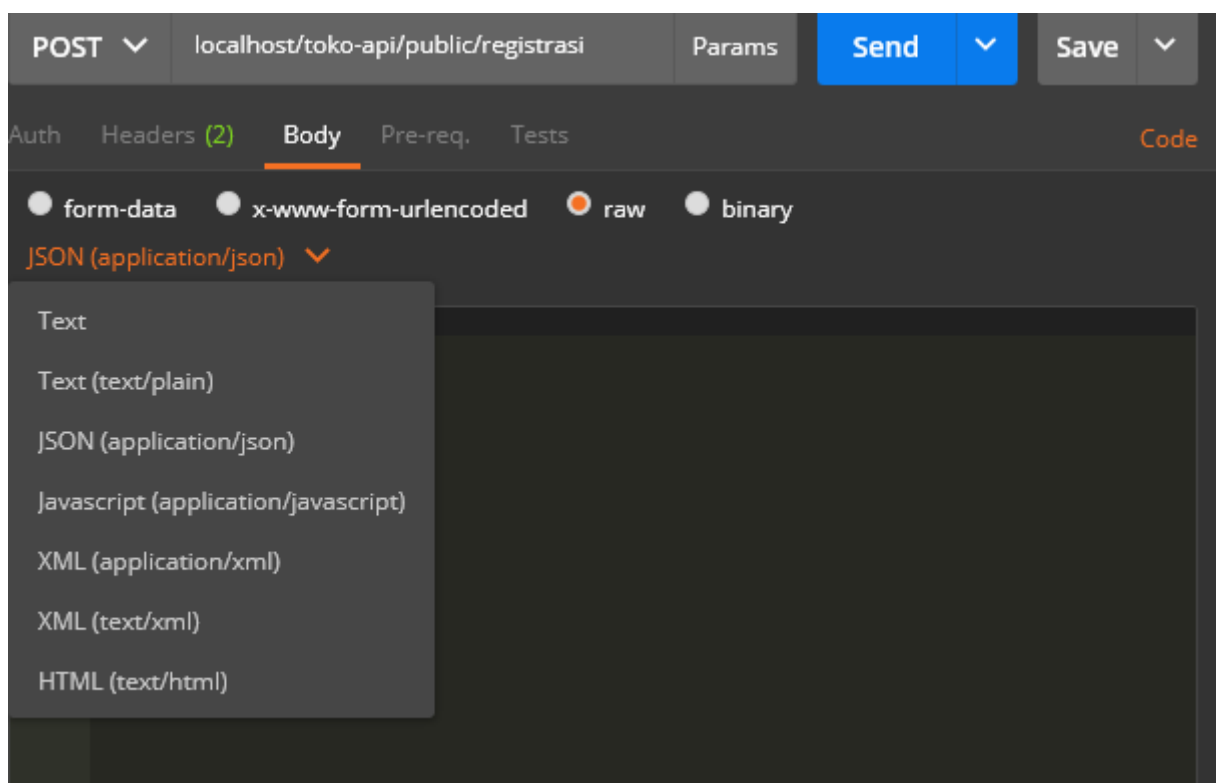 POST localhost/toko-api/public/registrasi Params Send Save
Auth Headers (2) Body Pre-req. Tests Code
form-data x-www-form-urlencoded raw binary
JSON (application/json)
Text
Text (text/plain)
JSON (application/json)
Javascript (application/javascript)
XML (application/xml)
XML (text/xml)
HTML (text/html)